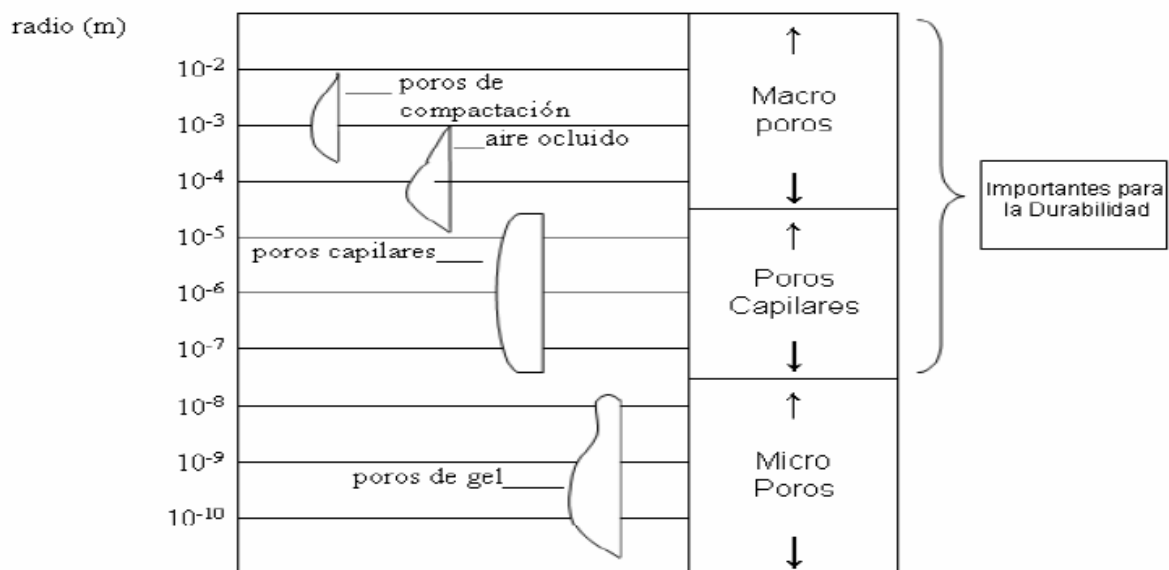 radio (m)
10⁻²
10⁻³
10⁻⁴
10⁻⁵
10⁻⁶
10⁻⁷
10⁻⁸
10⁻⁹
10⁻¹⁰
poros de
compactación
aire ocluido
poros capilares
poros de gel
↑
Macro
poros
↓
↑
Poros
Capilares
↓
↑
Micro
Poros
↓
Importantes para
la Durabilidad